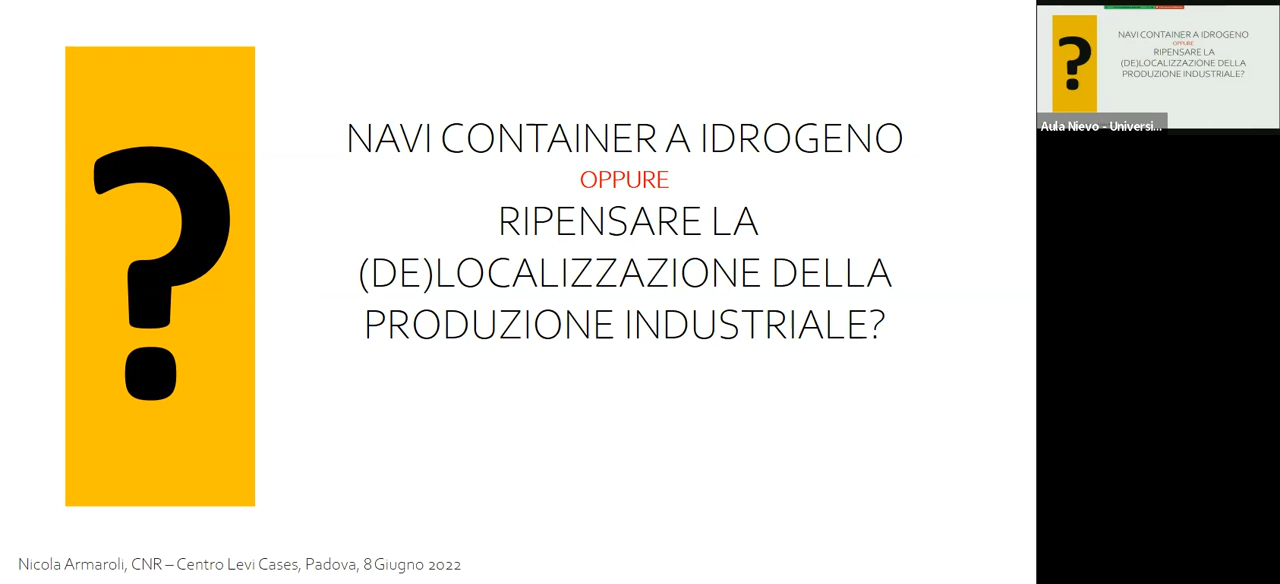 ?
NAVI CONTAINER A IDROGENO
OPPURE
RIPENSARE LA
(DE)LOCALIZZAZIONE DELLA
PRODUZIONE INDUSTRIALE?
Nicola Armaroli, CNR – Centro Levi Cases, Padova, 8 Giugno 2022
?
NAVI CONTAINER A IDROGENO
OPPURE
RIPENSARE LA
(DE)LOCALIZZAZIONE DELLA
PRODUZIONE INDUSTRIALE?
Aula Nievo - Universi...